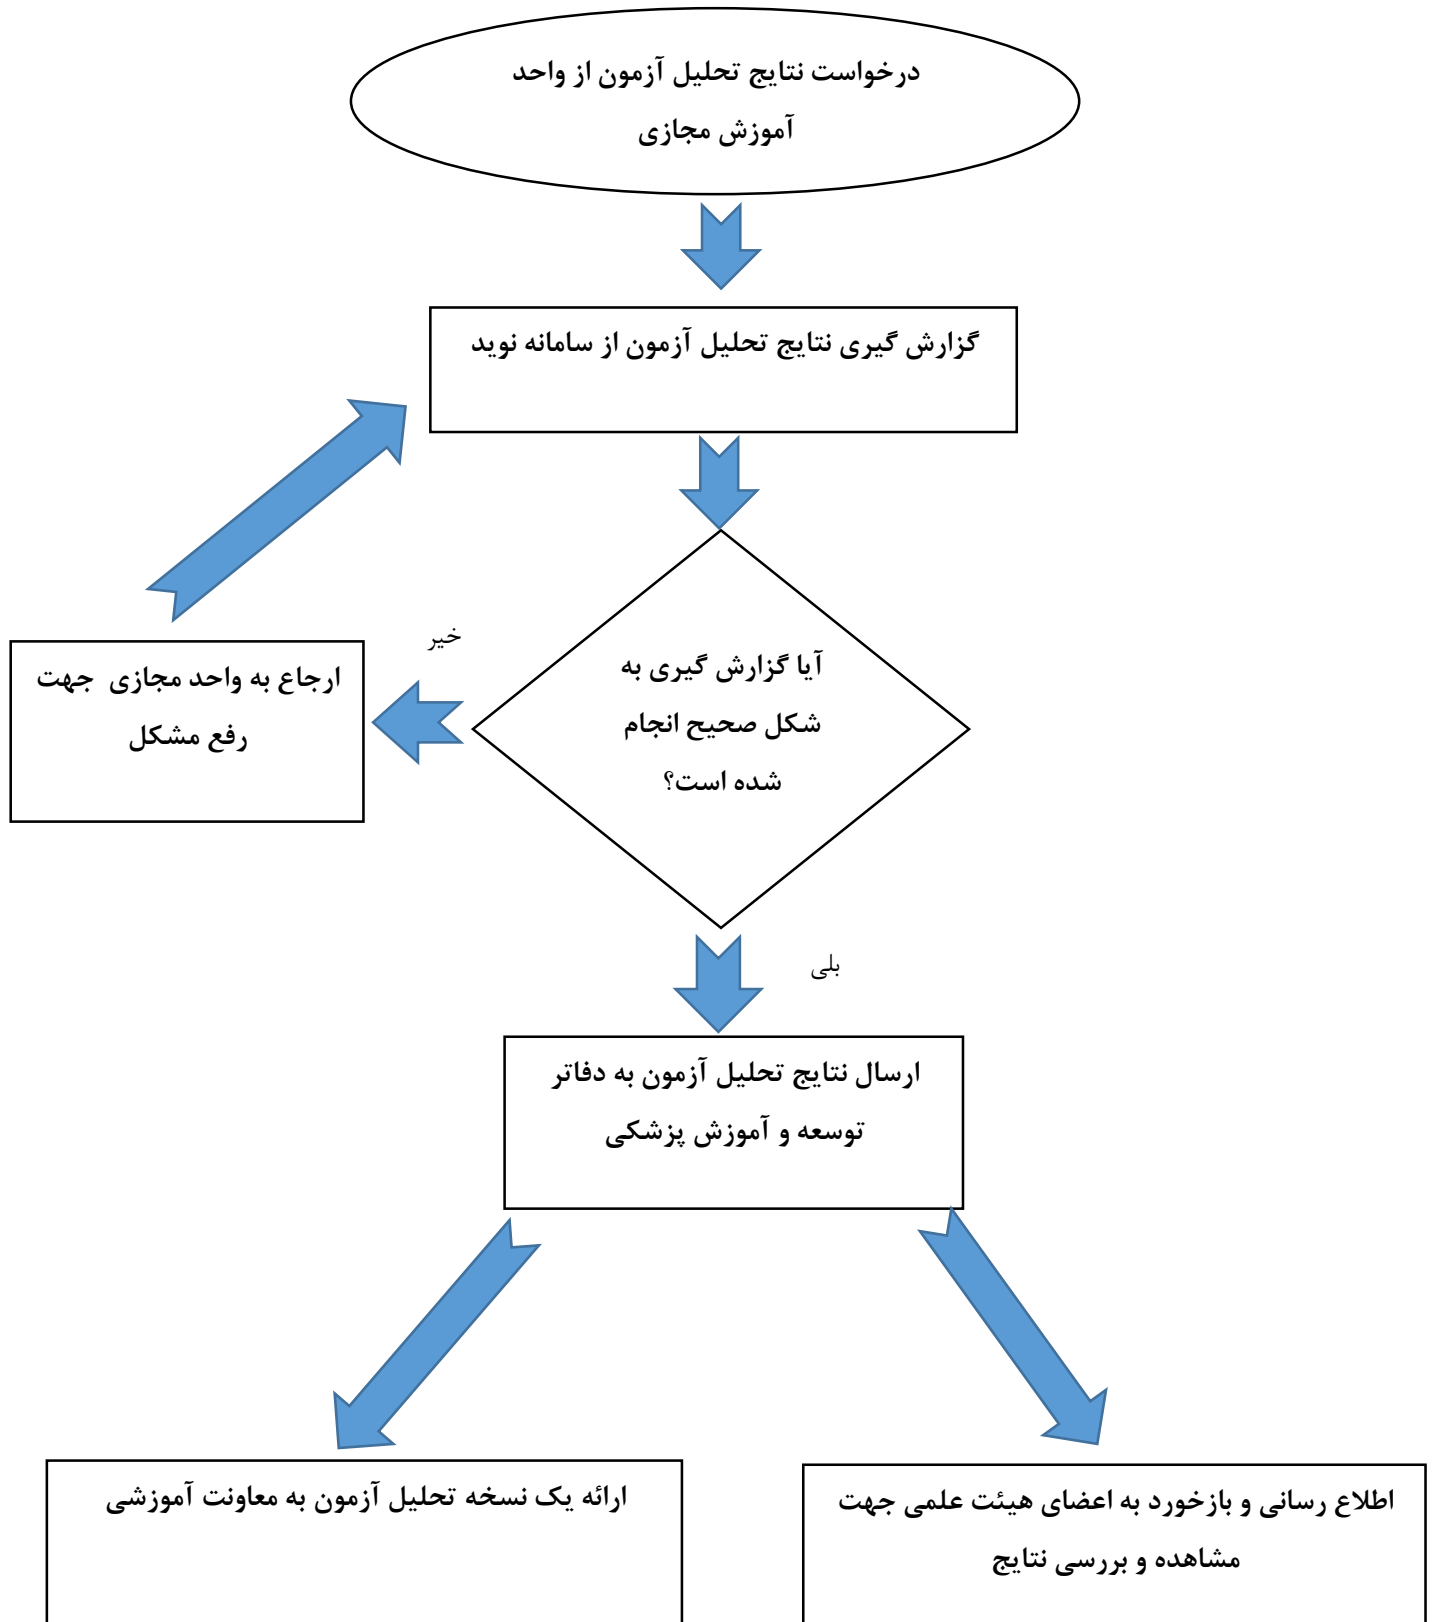 درخواست نتایج تحلیل آزمون از واحد
آموزش مجازی
گزارش گیری نتایج تحلیل آزمون از سامانه نوید
خیر
آیا گزارش گیری به
شکل صحیح انجام
شده است؟
ارجاع به واحد مجازی جهت
رفع مشکل
بلی
ارسال نتایج تحلیل آزمون به دفاتر
توسعه و آموزش پزشکی
اطلاع رسانی و بازخورد به اعضای هیئت علمی جهت
مشاهده و بررسی نتایج
ارائه یک نسخه تحلیل آزمون به معاونت آموزشی